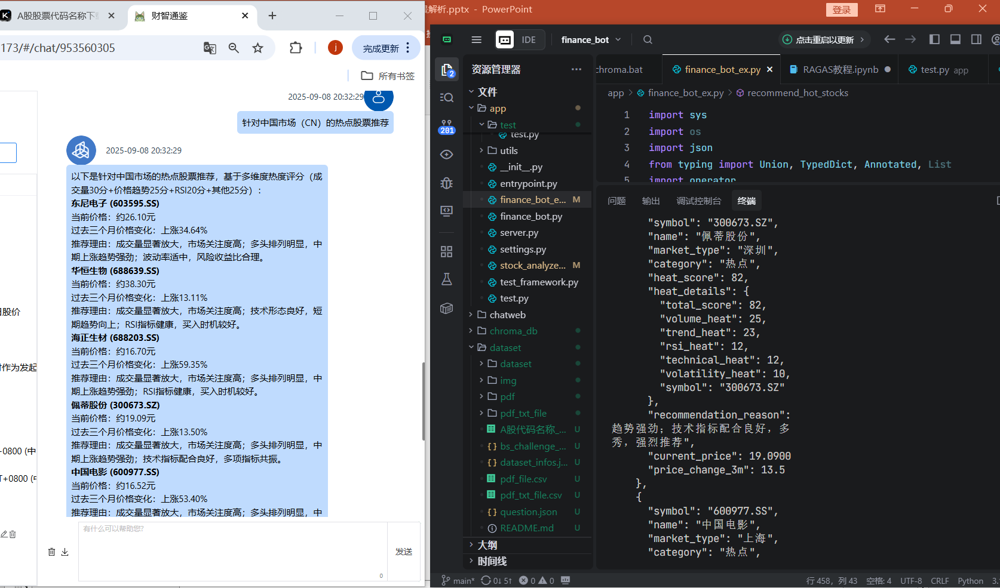 A股股票代码名称下载
财智通鉴
173/#/chat/953560305
j
完成更新
所有书签
股价
作为发起
-0800 (中
T+0800 (中
2025-09-08 20:32:29
针对中国市场（CN）的热点股票推荐
2025-09-08 20:32:29
以下是针对中国市场的热点股票推荐，基于多维度热度评分（成
交量30分+价格趋势25分+RSI20分+其他25分）:
东尼电子 (603595.SS)
当前价格：约26.10元
过去三个月价格变化：上涨34.64%
推荐理由：成交量显著放大，市场关注度高；多头排列明显，中
期上涨趋势强劲；波动率适中，风险收益比合理。
华恒生物 (688639.SS)
当前价格：约38.30元
过去三个月价格变化：上涨13.11%
推荐理由：成交量显著放大，市场关注度高；技术形态良好，短
期趋势向上；RSI指标健康，买入时机较好。
海正生材 (688203.SS)
当前价格：约16.70元
过去三个月价格变化：上涨59.35%
推荐理由：成交量显著放大，市场关注度高；多头排列明显，中
期上涨趋势强劲；RSI指标健康，买入时机较好。
佩蒂股份 (300673.SZ)
当前价格：约19.09元
过去三个月价格变化：上涨13.50%
推荐理由：成交量显著放大，市场关注度高；多头排列明显，中
期上涨趋势强劲；技术指标配合良好，多项指标共振。
中国电影 (600977.SS)
当前价格：约16.52元
过去三个月价格变化：上涨53.40%
推荐理由：成交量显著放大，市场关注度高；多头排列明显，中
有什么可以帮助您?
0
发送
解析.pptx - PowerPoint
登录
IDE
finance_bot
点击重启以更新
2
201
资源管理器
文件
app
test
test.py
utils
__init__.py
entrypoint.py
finance_bot_e... M
finance_bot.py
server.py
settings.py
stock_analyze... M
test_framework.py
test.py
chatweb
chroma_db
dataset
dataset
img
pdf
pdf_txt_file
A股代码名称_... U
bs_challenge_... U
dataset_infos.j... U
pdf_file.csv U
pdf_txt_file.csv U
question.json U
README.md U
大纲
时间线
chroma.bat
finance_bot_ex.py
RAGAS教程.ipynb
test.py app
app > finance_bot_ex.py > recommend_hot_stocks
1 import sys
2 import os
3 import json
4 from typing import Union, TypedDict, Annotated, List
5 import operator
问题
输出
调试控制台
终端
"symbol": "300673.SZ",
"name": "佩蒂股份",
"market_type": "深圳",
"category": "热点",
"heat_score": 82,
"heat_details": {
"total_score": 82,
"volume_heat": 25,
"trend_heat": 23,
"rsi_heat": 12,
"technical_heat": 12,
"volatility_heat": 10,
"symbol": "300673.SZ"
},
"recommendation_reason":
趋势强劲；技术指标配合良好，多
秀，强烈推荐",
"current_price": 19.0900
"price_change_3m": 13.5
},
{
"symbol": "600977.SS",
"name": "中国电影",
"market_type": "上海",
"category": "热点",
main* 0↓ 5↑ 0 0
行 458，列 43 空格: 4 UTF-8 CRLF Python 3.